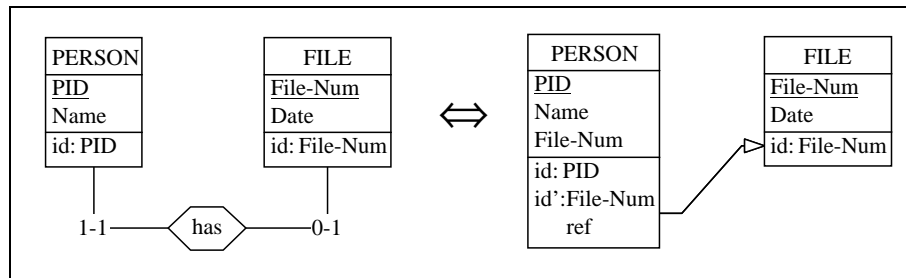 PERSON
PID
Name
id: PID
FILE
File-Num
Date
id: File-Num
1-1
has
0-1
⇔
PERSON
PID
Name
File-Num
id: PID
id':File-Num
ref
FILE
File-Num
Date
id: File-Num